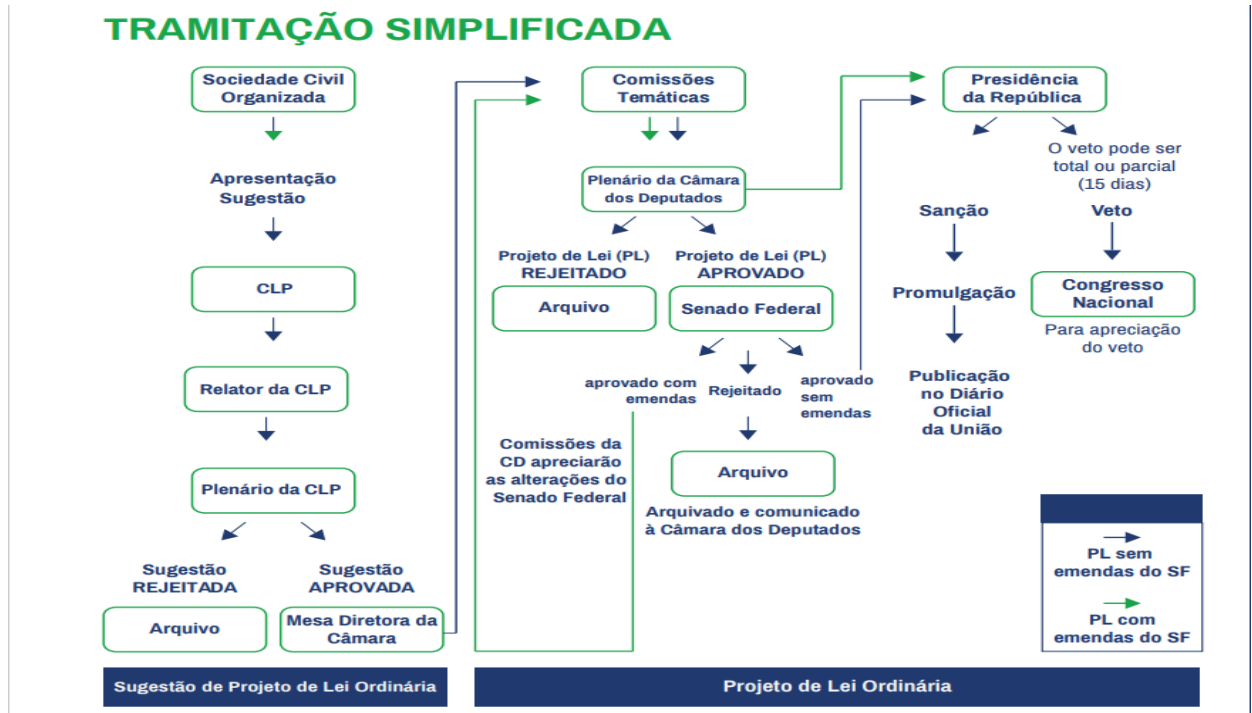 TRAMITAÇÃO SIMPLIFICADA
Sociedade Civil
Organizada
Apresentação
Sugestão
CLP
Relator da CLP
Plenário da CLP
Sugestão
REJEITADA
Arquivo
Sugestão
APROVADA
Mesa Diretora da
Câmara
Sugestão de Projeto de Lei Ordinária
Comissões
Temáticas
Plenário da Câmara
dos Deputados
Projeto de Lei (PL)
REJEITADO
Arquivo
Projeto de Lei (PL)
APROVADO
Senado Federal
aprovado com
emendas
Rejeitado
aprovado
sem
emendas
Comissões da
CD apreciarão
as alterações do
Senado Federal
Arquivo
Arquivado e comunicado
à Câmara dos Deputados
Presidência
da República
O veto pode ser
total ou parcial
(15 dias)
Sanção
Veto
Promulgação
Congresso
Nacional
Para apreciação
do veto
Publicação
no Diário
Oficial
da União
PL sem
emendas do SF
PL com
emendas do SF
Projeto de Lei Ordinária